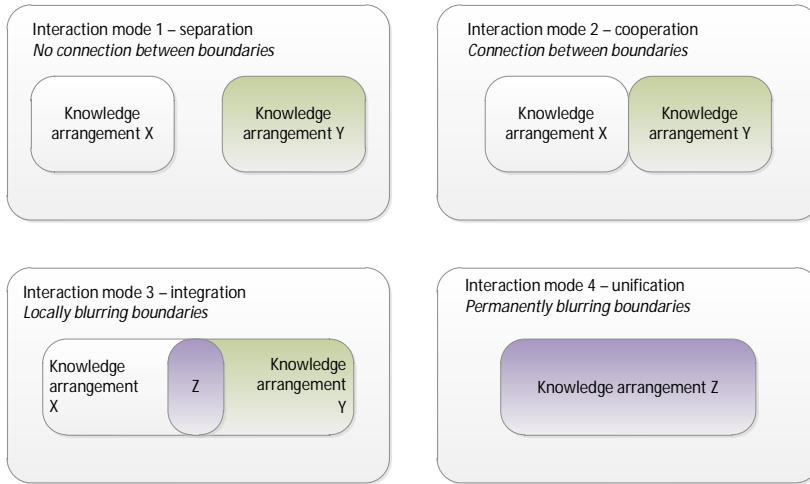 Interaction mode 1 – separation
No connection between boundaries
Knowledge
arrangement X
Knowledge
arrangement Y
Interaction mode 2 – cooperation
Connection between boundaries
Knowledge
arrangement X
Knowledge
arrangement Y
Interaction mode 3 – integration
Locally blurring boundaries
Knowledge
arrangement
X
Z
Knowledge
arrangement
Y
Interaction mode 4 – unification
Permanently blurring boundaries
Knowledge arrangement Z